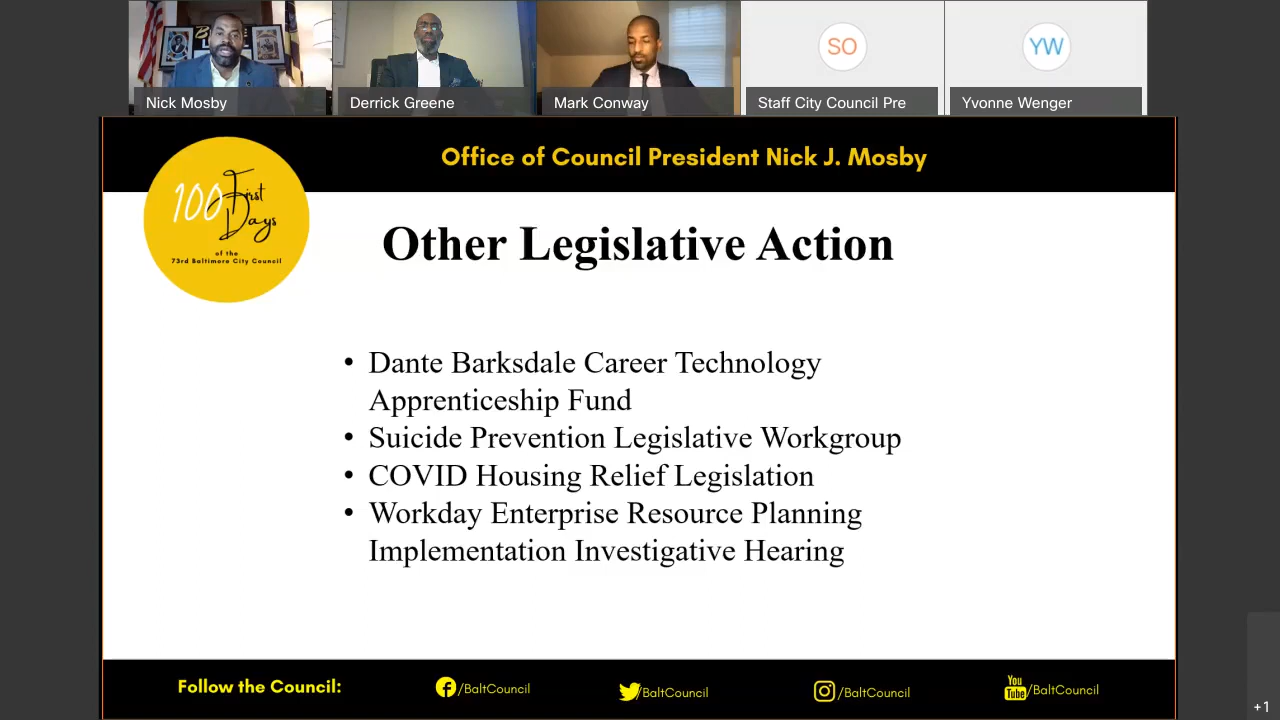 SO
YW
Nick Mosby
Derrick Greene
Mark Conway
Staff City Council Pre
Yvonne Wenger
Office of Council President Nick J. Mosby
100 First
Days
of the
73rd Baltimore City Council
Other Legislative Action
• Dante Barksdale Career Technology
Apprenticeship Fund
• Suicide Prevention Legislative Workgroup
• COVID Housing Relief Legislation
• Workday Enterprise Resource Planning
Implementation Investigative Hearing
Follow the Council:
/BaltCouncil
/BaltCouncil
/BaltCouncil
You Tube /BaltCouncil
+1